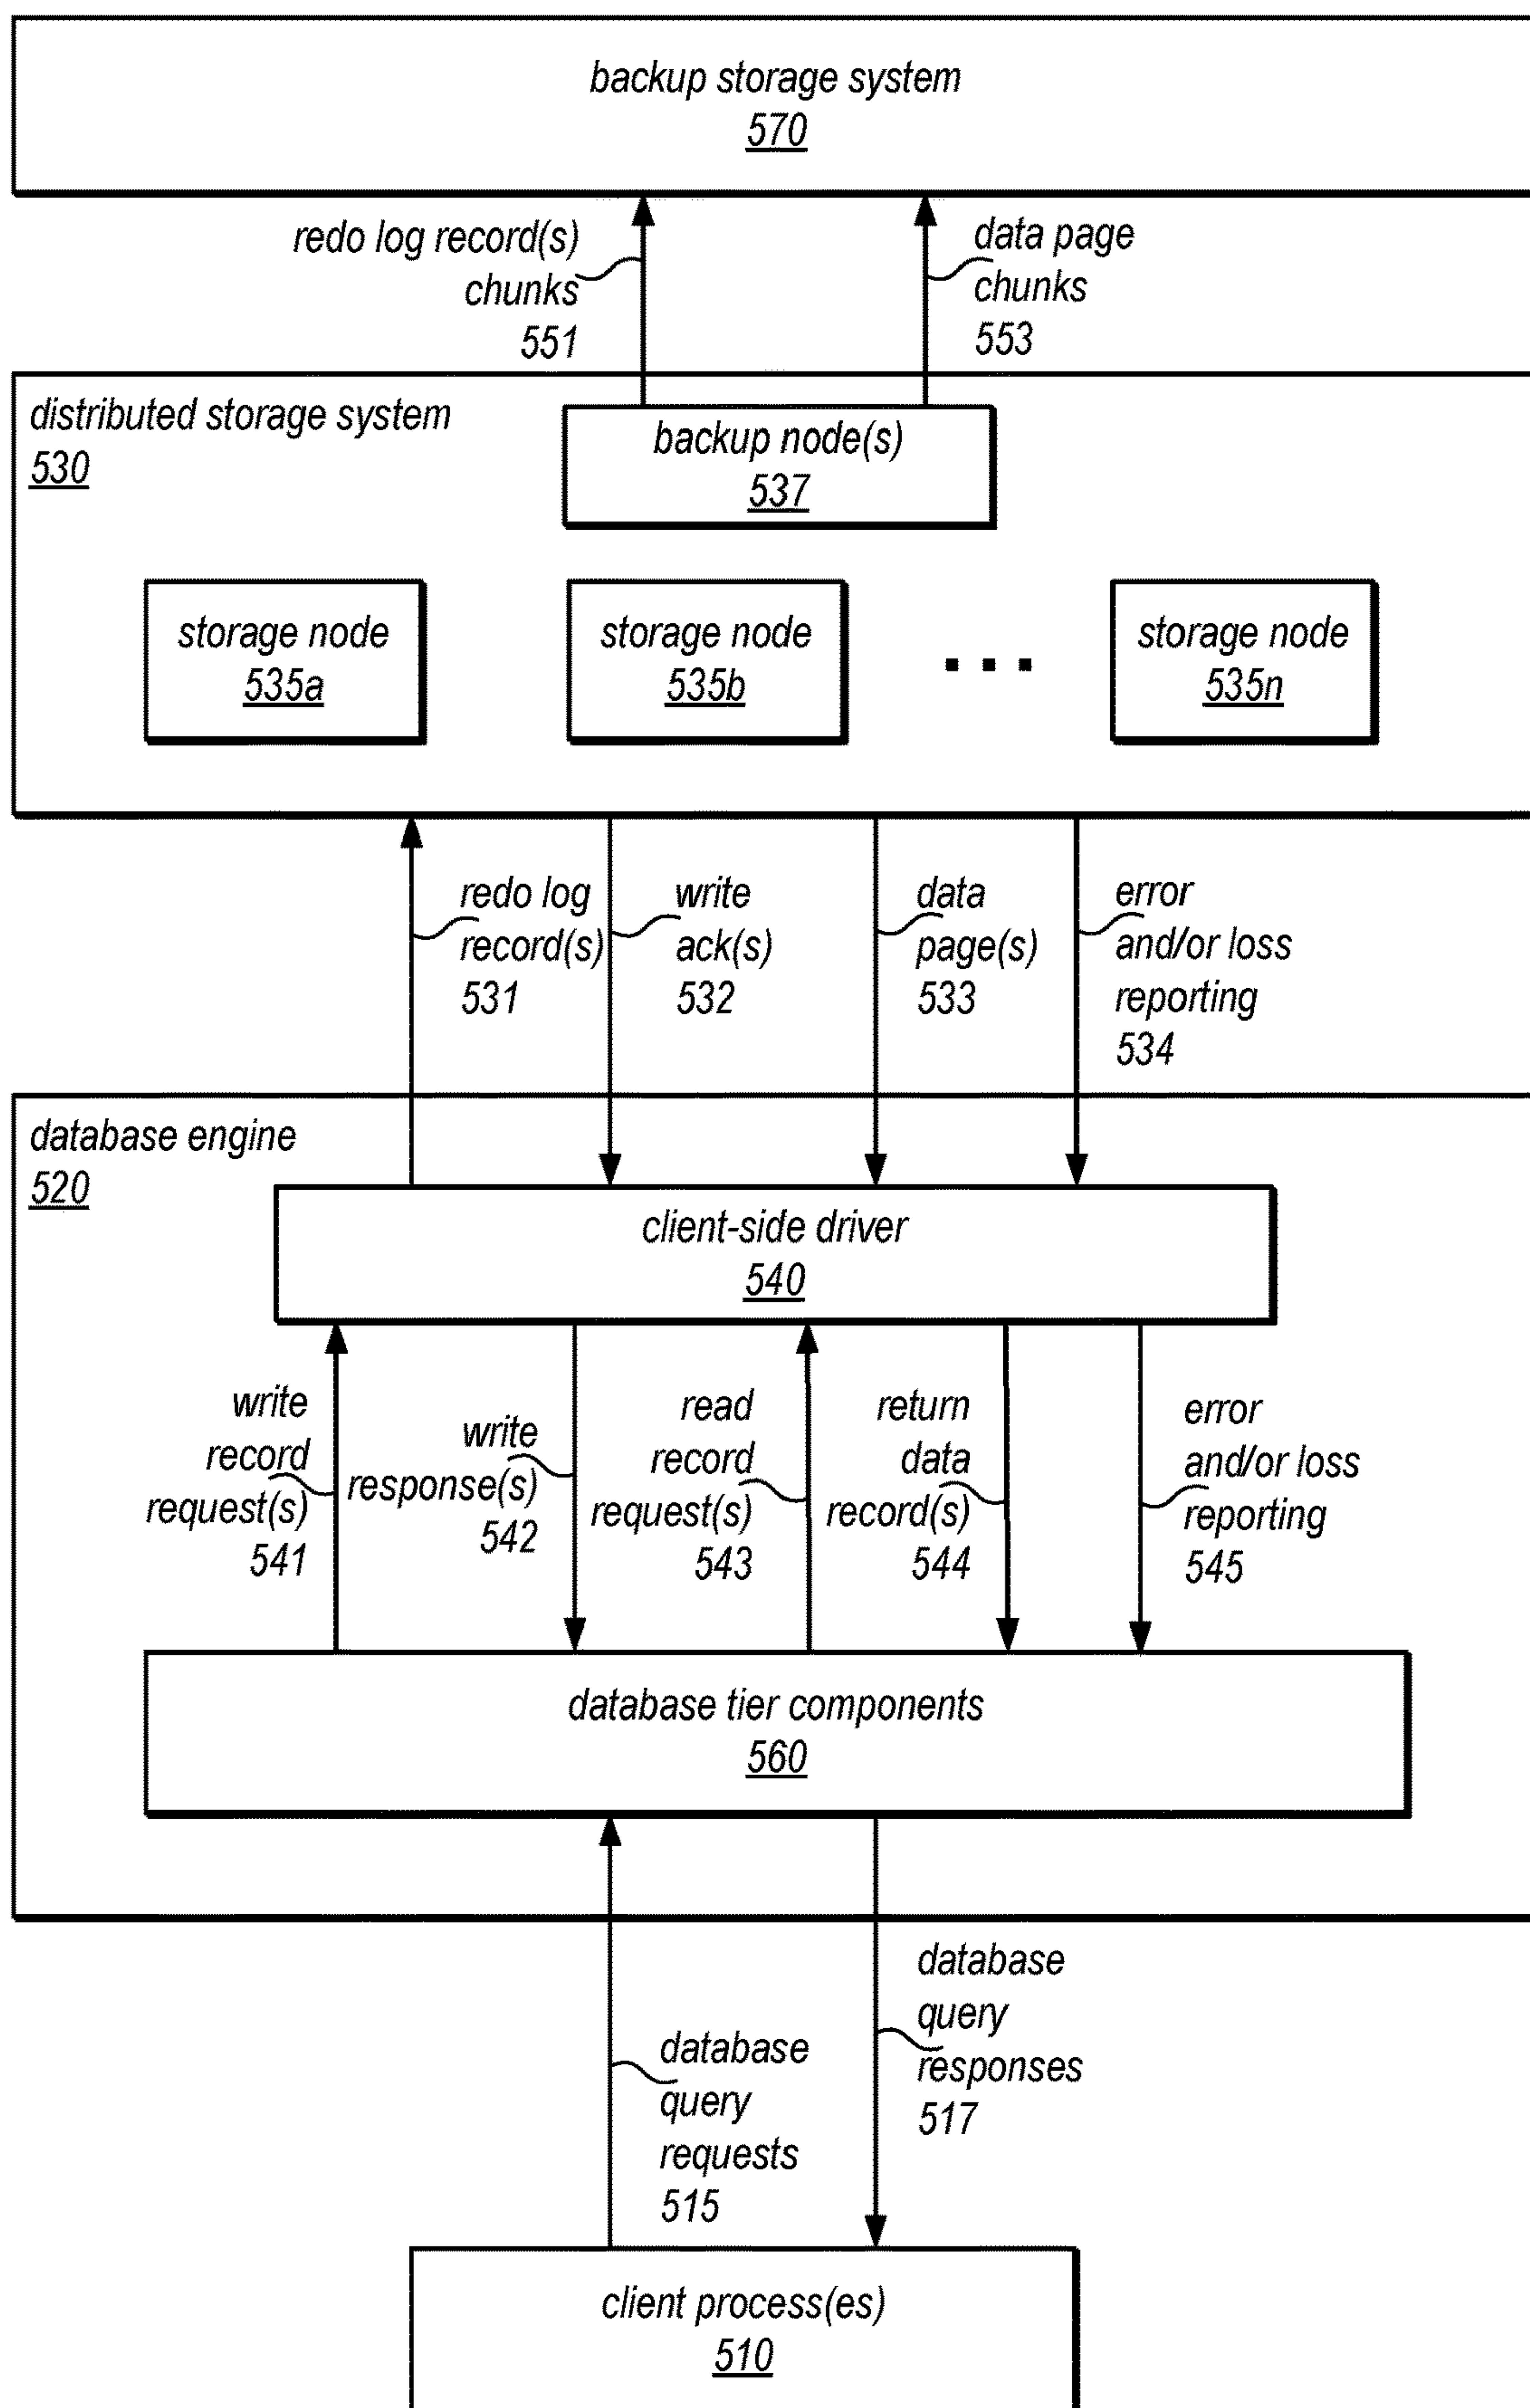 backup storage system
570
redo log record(s)
chunks
551
data page
chunks
553
distributed storage system
530
backup node(s)
537
storage node
535a
storage node
535b
storage node
535n
redo log
record(s)
531
write
ack(s)
532
data
page(s)
533
error
and/or loss
reporting
534
database engine
520
client-side driver
540
write
record
request(s)
541
write
response(s)
542
read
record
request(s)
543
return
data
record(s)
544
error
and/or loss
reporting
545
database tier components
560
database
query
requests
515
database
query
responses
517
client process(es)
510